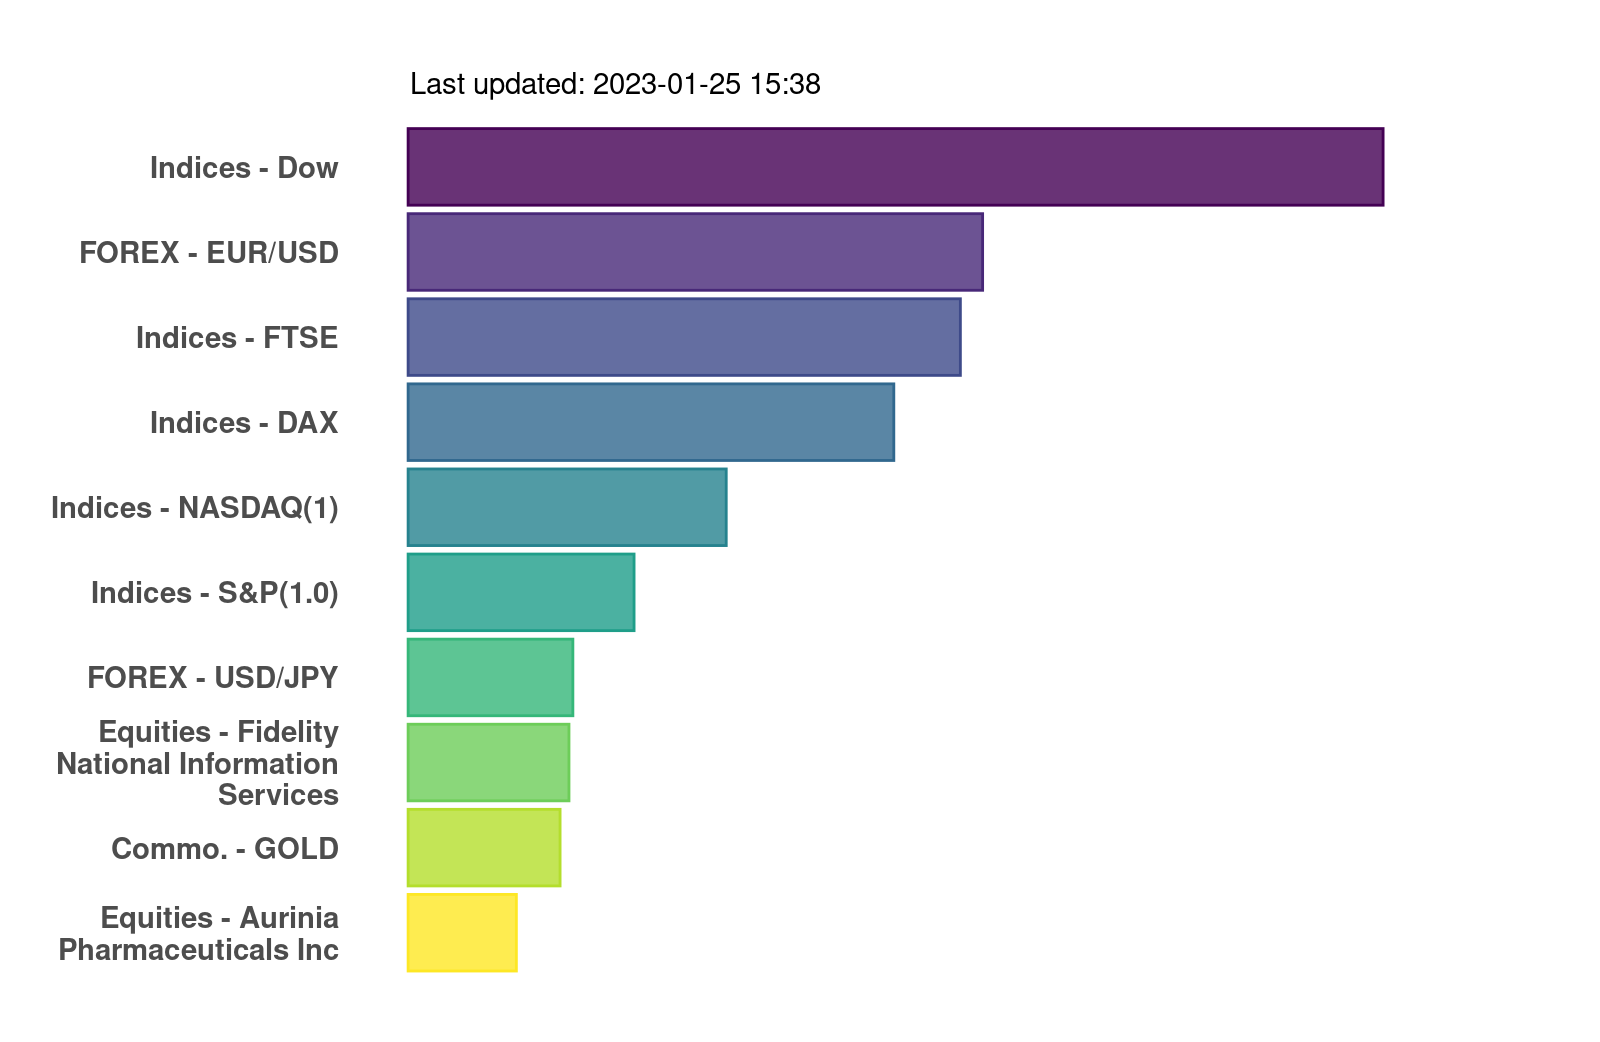 Last updated: 2023-01-25 15:38
Indices - Dow
FOREX - EUR/USD
Indices - FTSE
Indices - DAX
Indices - NASDAQ(1)
Indices - S&P(1.0)
FOREX - USD/JPY
Equities - Fidelity
National Information
Services
Commo. - GOLD
Equities - Aurinia
Pharmaceuticals Inc